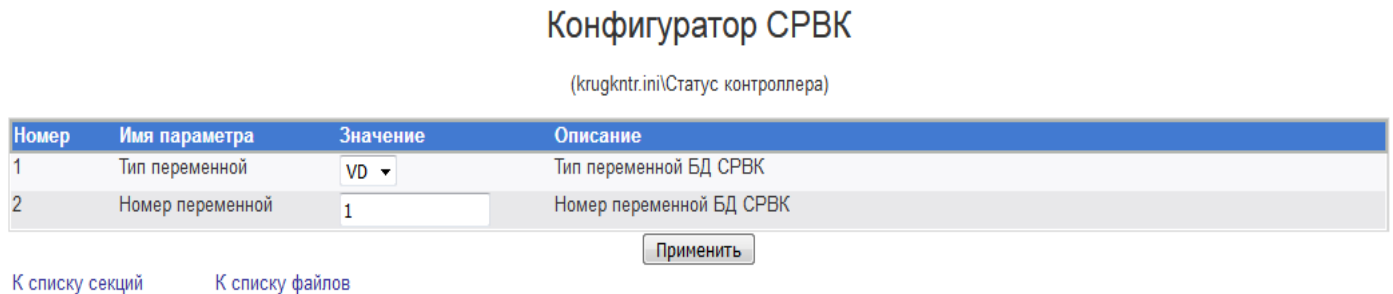 Конфигуратор СРВК
(krugkntr.ini\Статус контроллера)
Номер Имя параметра Значение Описание
1 Тип переменной VD Тип переменной БД СРВК
2 Номер переменной 1 Номер переменной БД СРВК
Применить
К списку секций К списку файлов